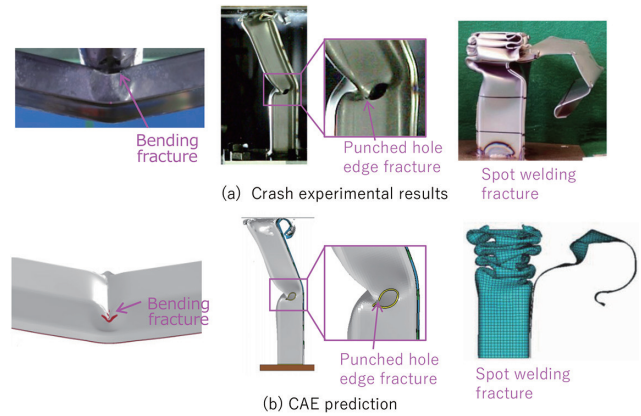 Bending
fracture
Punched hole
edge fracture
Spot welding
fracture
(a) Crash experimental results
Bending
fracture
Punched hole
edge fracture
Spot welding
fracture
(b) CAE prediction